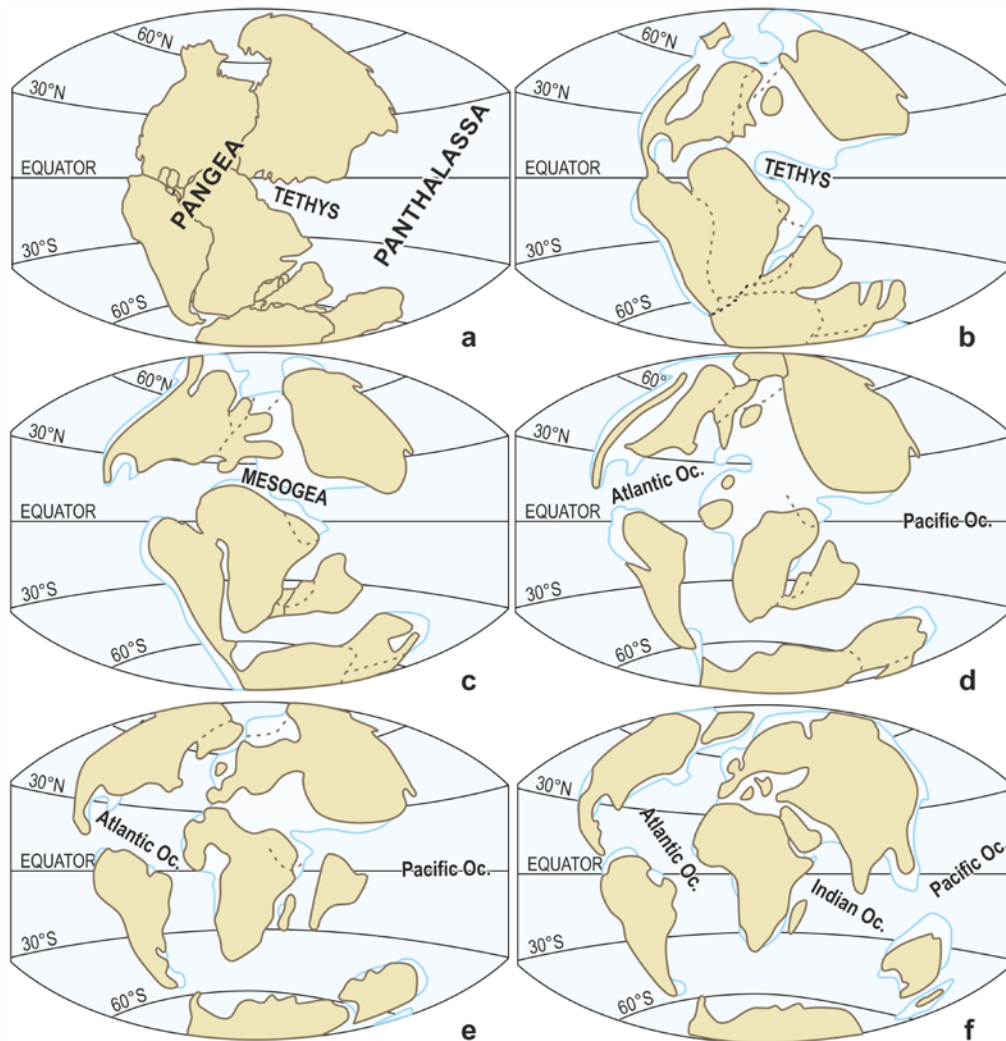 60°N
30°N
EQUATOR
PANGEA
TETHYS
PANTHALASSA
30°S
60°S
a
60°N
30°N
EQUATOR
TETHYS
30°S
60°S
b
60°N
30°N
MESOGEA
EQUATOR
30°S
60°S
c
60°
30°N
Atlantic Oc.
EQUATOR
Pacific Oc.
30°S
60°S
d
30°N
Atlantic Oc.
EQUATOR
Pacific Oc.
30°S
60°S
e
30°N
Atlantic Oc.
EQUATOR
Indian Oc.
Pacific Oc.
30°S
60°S
f